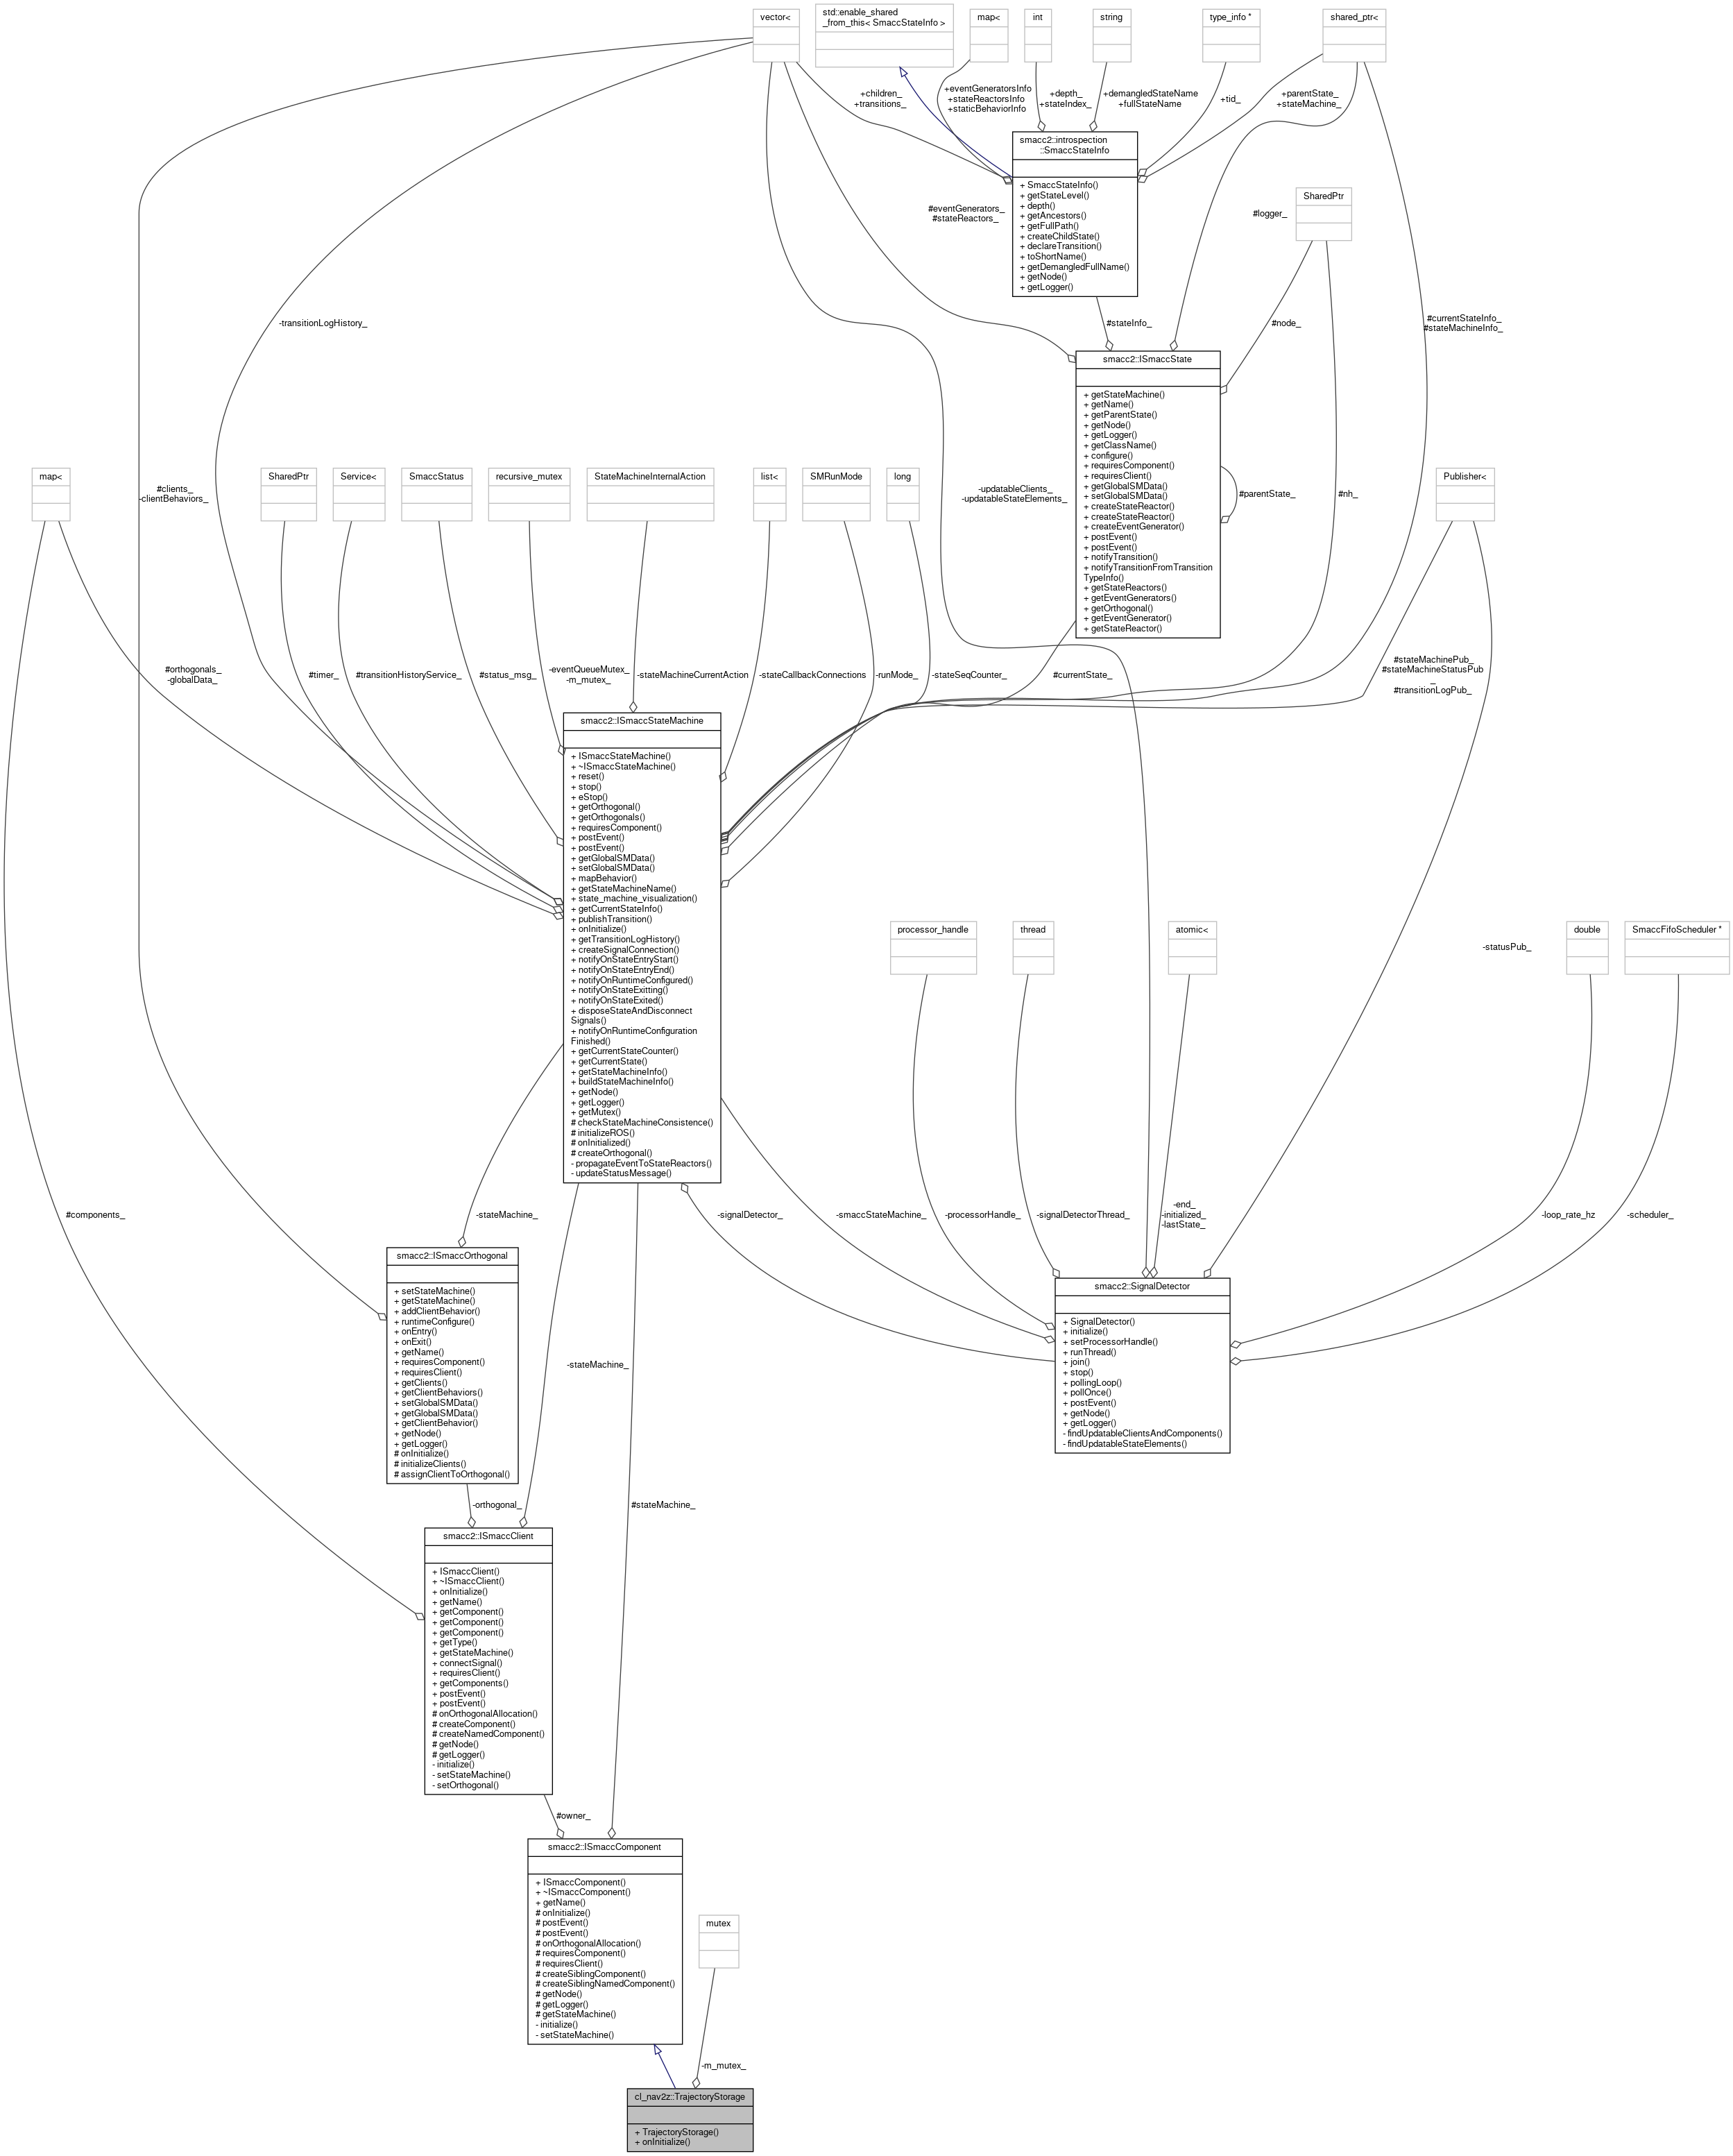 vector<
std::enable_shared
_from_this< SmaccStateInfo >
map<
int
string
type_info *
shared_ptr<
+children_
+transitions_
+eventGeneratorsInfo
+stateReactorsInfo
+staticBehaviorInfo
+depth_
+stateIndex_
+demangledStateName
+fullStateName
+tid_
+parentState_
+stateMachine_
smacc2::introspection
::SmaccStateInfo
+ SmaccStateInfo()
+ getStateLevel()
+ depth()
+ getAncestors()
+ getFullPath()
+ createChildState()
+ declareTransition()
+ toShortName()
+ getDemangledFullName()
+ getNode()
+ getLogger()
SharedPtr
#eventGenerators_
#stateReactors_
#logger_
-transitionLogHistory_
#stateInfo_
#node_
#currentStateInfo_
#stateMachineInfo_
smacc2::ISmaccState
+ getStateMachine()
+ getName()
+ getParentState()
+ getNode()
+ getLogger()
+ getClassName()
+ configure()
+ requiresComponent()
+ requiresClient()
+ getGlobalSMData()
+ setGlobalSMData()
+ createStateReactor()
+ createStateReactor()
+ createEventGenerator()
+ postEvent()
+ postEvent()
+ notifyTransition()
+ notifyTransitionFromTransition
TypeInfo()
+ getStateReactors()
+ getEventGenerators()
+ getOrthogonal()
+ getEventGenerator()
+ getStateReactor()
map<
#clients_
-clientBehaviors_
SharedPtr
Service<
SmaccStatus
recursive_mutex
StateMachineInternalAction
list<
SMRunMode
long
-updatableClients_
-updatableStateElements_
#parentState_
#nh_
Publisher<
#orthogonals_
-globalData_
#timer_
#transitionHistoryService_
#status_msg_
-eventQueueMutex_
-m_mutex_
-stateMachineCurrentAction
-stateCallbackConnections
-runMode_
-stateSeqCounter_
#currentState_
#stateMachinePub_
#stateMachineStatusPub
_
#transitionLogPub_
smacc2::ISmaccStateMachine
+ ISmaccStateMachine()
+ ~ISmaccStateMachine()
+ reset()
+ stop()
+ eStop()
+ getOrthogonal()
+ getOrthogonals()
+ requiresComponent()
+ postEvent()
+ postEvent()
+ getGlobalSMData()
+ setGlobalSMData()
+ mapBehavior()
+ getStateMachineName()
+ state_machine_visualization()
+ getCurrentStateInfo()
+ publishTransition()
+ onInitialize()
+ getTransitionLogHistory()
+ createSignalConnection()
+ notifyOnStateEntryStart()
+ notifyOnStateEntryEnd()
+ notifyOnRuntimeConfigured()
+ notifyOnStateExitting()
+ notifyOnStateExited()
+ disposeStateAndDisconnect
Signals()
+ notifyOnRuntimeConfiguration
Finished()
+ getCurrentStateCounter()
+ getCurrentState()
+ getStateMachineInfo()
+ buildStateMachineInfo()
+ getNode()
+ getLogger()
+ getMutex()
# checkStateMachineConsistence()
# initializeROS()
# onInitialized()
# createOrthogonal()
- propagateEventToStateReactors()
- updateStatusMessage()
processor_handle
thread
atomic<
-statusPub_
double
SmaccFifoScheduler *
#components_
-stateMachine_
-signalDetector_
-smaccStateMachine_
-processorHandle_
-signalDetectorThread_
-end_
-initialized_
-lastState_
-loop_rate_hz
-scheduler_
smacc2::ISmaccOrthogonal
+ setStateMachine()
+ getStateMachine()
+ addClientBehavior()
+ runtimeConfigure()
+ onEntry()
+ onExit()
+ getName()
+ requiresComponent()
+ requiresClient()
+ getClients()
+ getClientBehaviors()
+ setGlobalSMData()
+ getGlobalSMData()
+ getClientBehavior()
+ getNode()
+ getLogger()
# onInitialize()
# initializeClients()
# assignClientToOrthogonal()
smacc2::SignalDetector
+ SignalDetector()
+ initialize()
+ setProcessorHandle()
+ runThread()
+ join()
+ stop()
+ pollingLoop()
+ pollOnce()
+ postEvent()
+ getNode()
+ getLogger()
- findUpdatableClientsAndComponents()
- findUpdatableStateElements()
-stateMachine_
-orthogonal_
#stateMachine_
smacc2::ISmaccClient
+ ISmaccClient()
+ ~ISmaccClient()
+ onInitialize()
+ getName()
+ getComponent()
+ getComponent()
+ getComponent()
+ getType()
+ getStateMachine()
+ connectSignal()
+ requiresClient()
+ getComponents()
+ postEvent()
+ postEvent()
# onOrthogonalAllocation()
# createComponent()
# createNamedComponent()
# getNode()
# getLogger()
- initialize()
- setStateMachine()
- setOrthogonal()
#owner_
smacc2::ISmaccComponent
+ ISmaccComponent()
+ ~ISmaccComponent()
+ getName()
# onInitialize()
# postEvent()
# postEvent()
# onOrthogonalAllocation()
# requiresComponent()
# requiresClient()
# createSiblingComponent()
# createSiblingNamedComponent()
# getNode()
# getLogger()
# getStateMachine()
- initialize()
- setStateMachine()
mutex
-m_mutex_
cl_nav2z::TrajectoryStorage
+ TrajectoryStorage()
+ onInitialize()